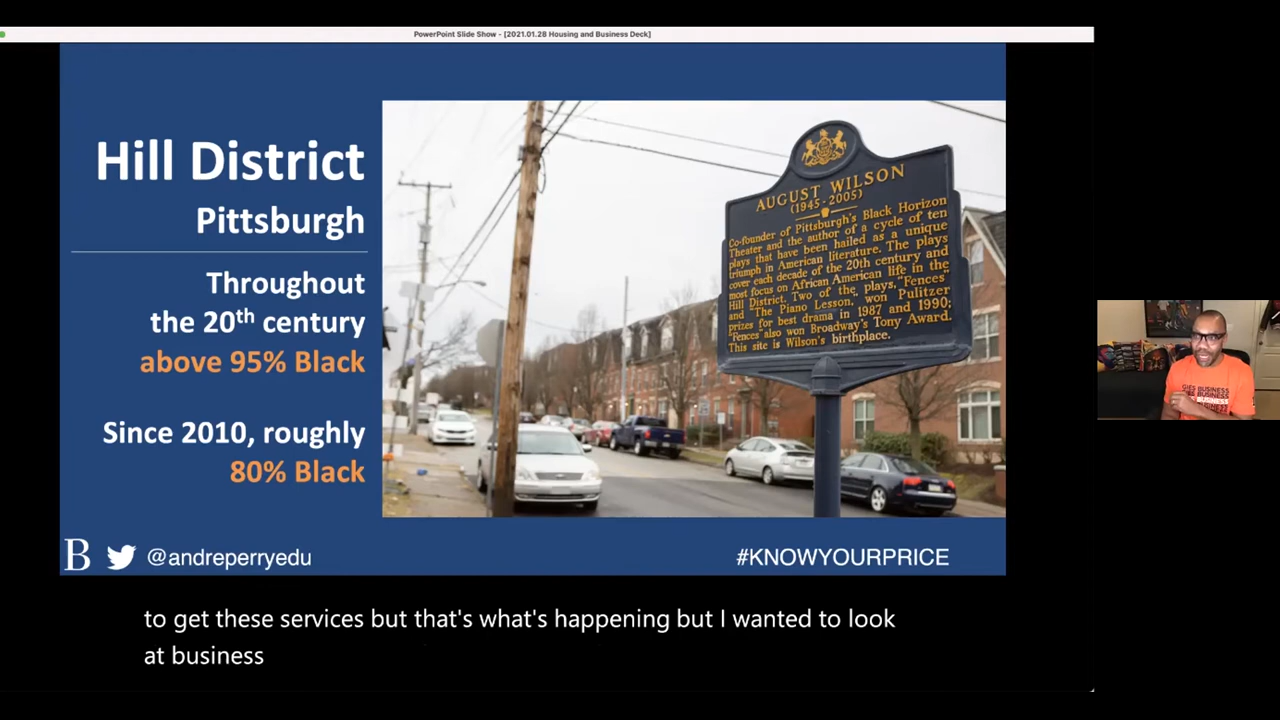 PowerPoint Slide Show - [2021.01.28 Housing and Business Deck]
Hill District
Pittsburgh
Throughout
the 20th century
above 95% Black
Since 2010, roughly
80% Black
AUGUST WILSON
(1945-2005)
Co-founder of Pittsburgh's Black Horizon
Theater and the author of a cycle of ten
plays that have been hailed as a unique
triumph in American literature. The plays
cover each decade of the 20th century and
most focus on African American life in the
Hill District. Two of the plays, "Fences"
and "The Piano Lesson," won Pulitzer
prizes for best drama in 1987 and 1990;
"Fences" also won Broadway's Tony Award.
This site is Wilson's birthplace.
B @andreperryedu
#KNOWYOURPRICE
to get these services but that's what's happening but I wanted to look
at business
GIES BUSINESS